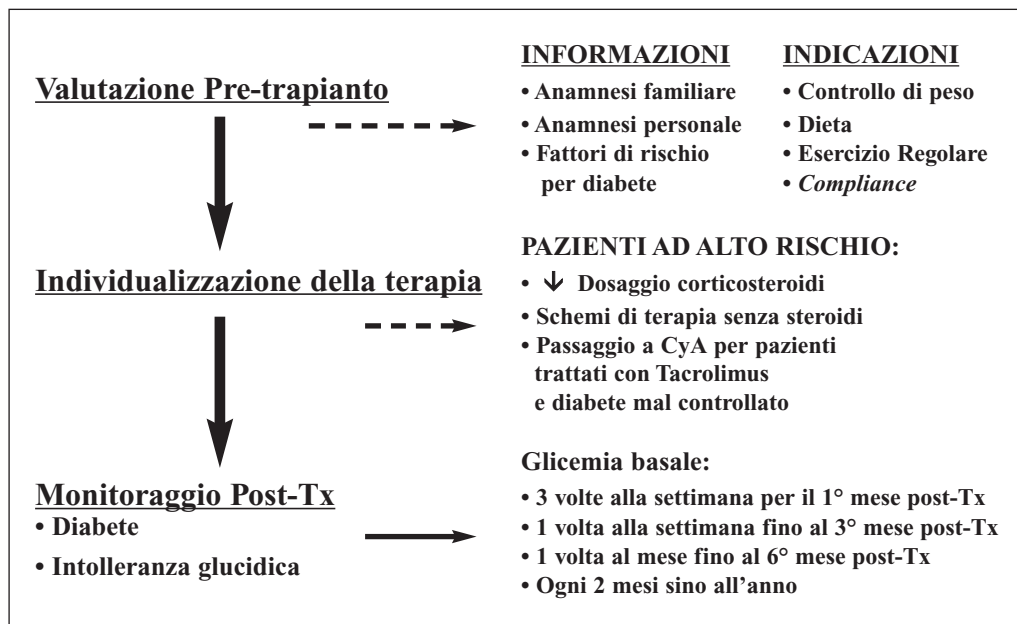 Valutazione Pre-trapianto
INFORMAZIONI
• Anamnesi familiare
• Anamnesi personale
• Fattori di rischio
per diabete
INDICAZIONI
• Controllo di peso
• Dieta
• Esercizio Regolare
• Compliance
Individualizzazione della terapia
PAZIENTI AD ALTO RISCHIO:
• ↓ Dosaggio corticosteroidi
• Schemi di terapia senza steroidi
• Passaggio a CyA per pazienti
trattati con Tacrolimus
e diabete mal controllato
Monitoraggio Post-Tx
• Diabete
• Intolleranza glucidica
Glicemia basale:
• 3 volte alla settimana per il 1° mese post-Tx
• 1 volta alla settimana fino al 3° mese post-Tx
• 1 volta al mese fino al 6° mese post-Tx
• Ogni 2 mesi sino all'anno